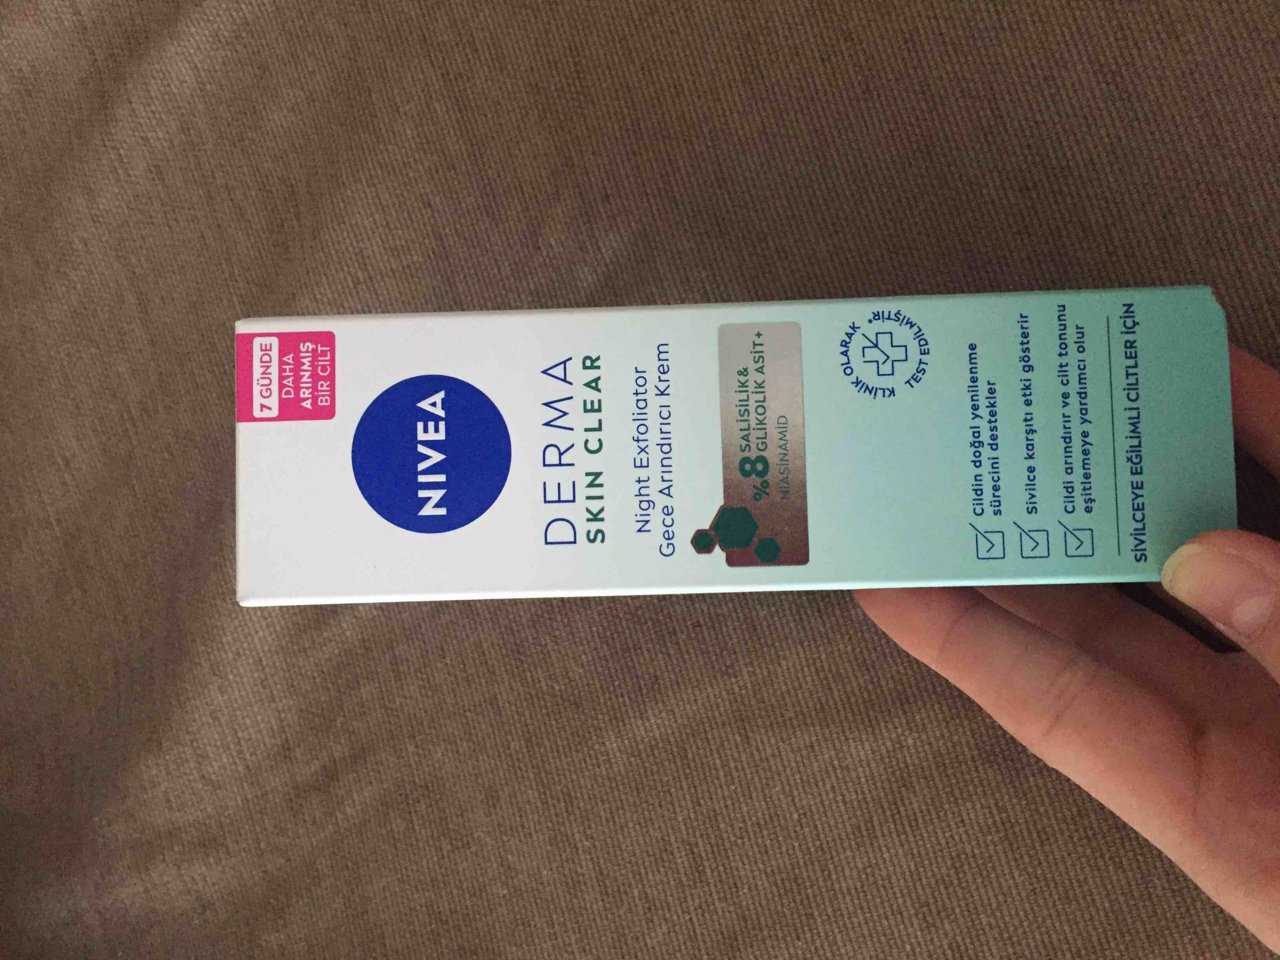 7 GÜNDE
DAHA
ARINMIŞ
BİR CİLT
NIVEA
DERMA
SKIN CLEAR
Night Exfoliator
Gece Arındırıcı Krem
%8 SALİSİLİK&
GLİKOLİK ASİT+
NIASİNAMİD
KLİNİK OLARAK
TEST EDİLMİŞTİR*
Cildin doğal yenilenme
sürecini destekler
Sivilce karşıtı etki gösterir
Cildi arındırır ve cilt tonunu
eşitlemeye yardımcı olur
SİVİLCEYE EĞİLİMLİ CİLTLER İÇİN